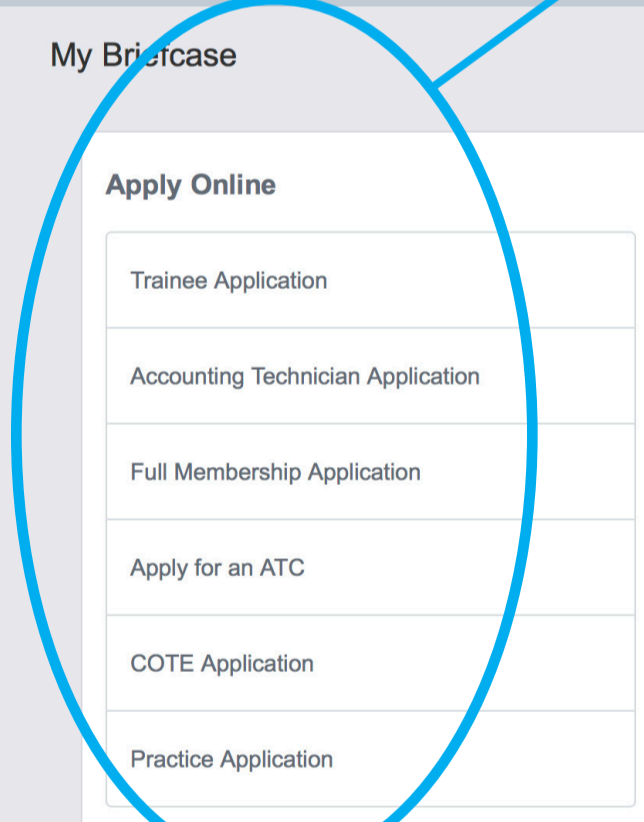 My Briefcase
Apply Online
Trainee Application
Accounting Technician Application
Full Membership Application
Apply for an ATC
COTE Application
Practice Application